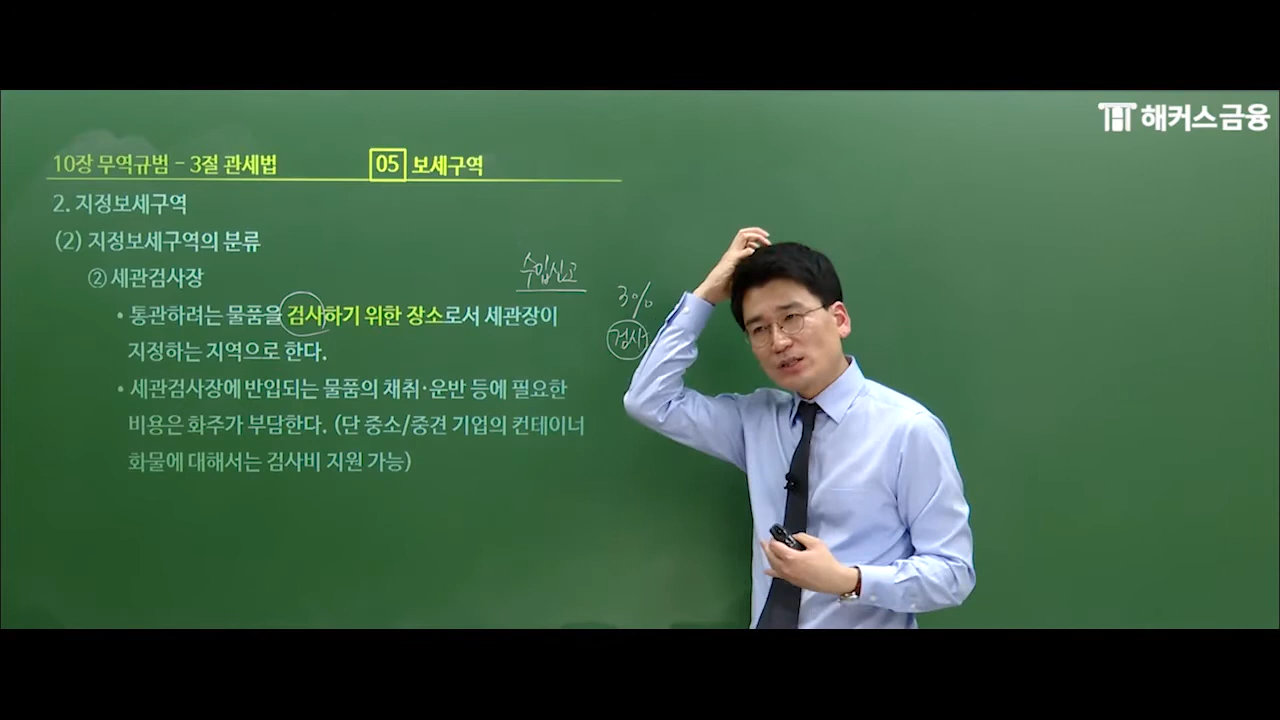 해커스금융
10장 무역규범 - 3절 관세법
05 보세구역
2. 지정보세구역
(2) 지정보세구역의 분류
② 세관검사장
수입신고
• 통관하려는 물품을 검사하기 위한 장소로서 세관장이
지정하는 지역으로 한다.
3%
검사
• 세관검사장에 반입되는 물품의 채취·운반 등에 필요한
비용은 화주가 부담한다. (단 중소/중견 기업의 컨테이너
화물에 대해서는 검사비 지원 가능)